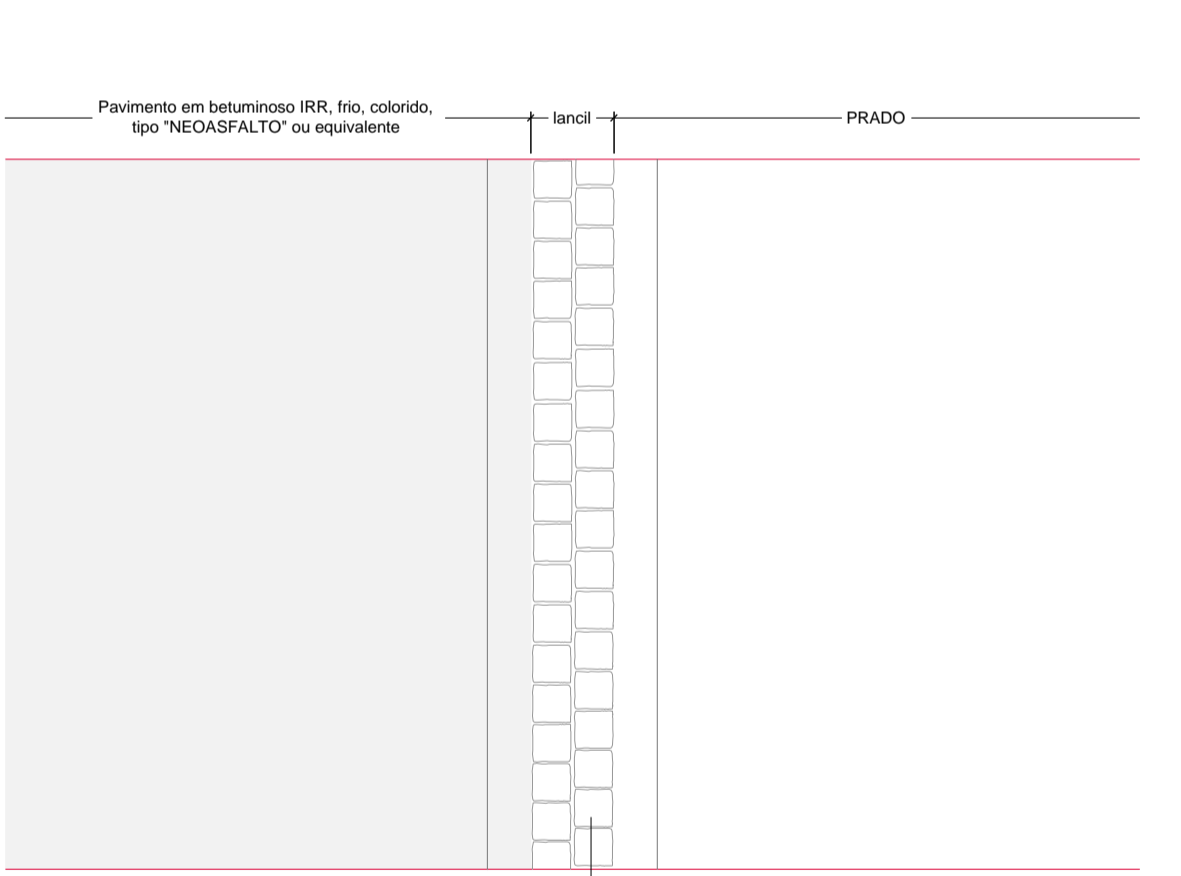 Pavimento em betuminoso IRR, frio, colorido,
tipo "NEOASFALTO" ou equivalente
lancil
PRADO